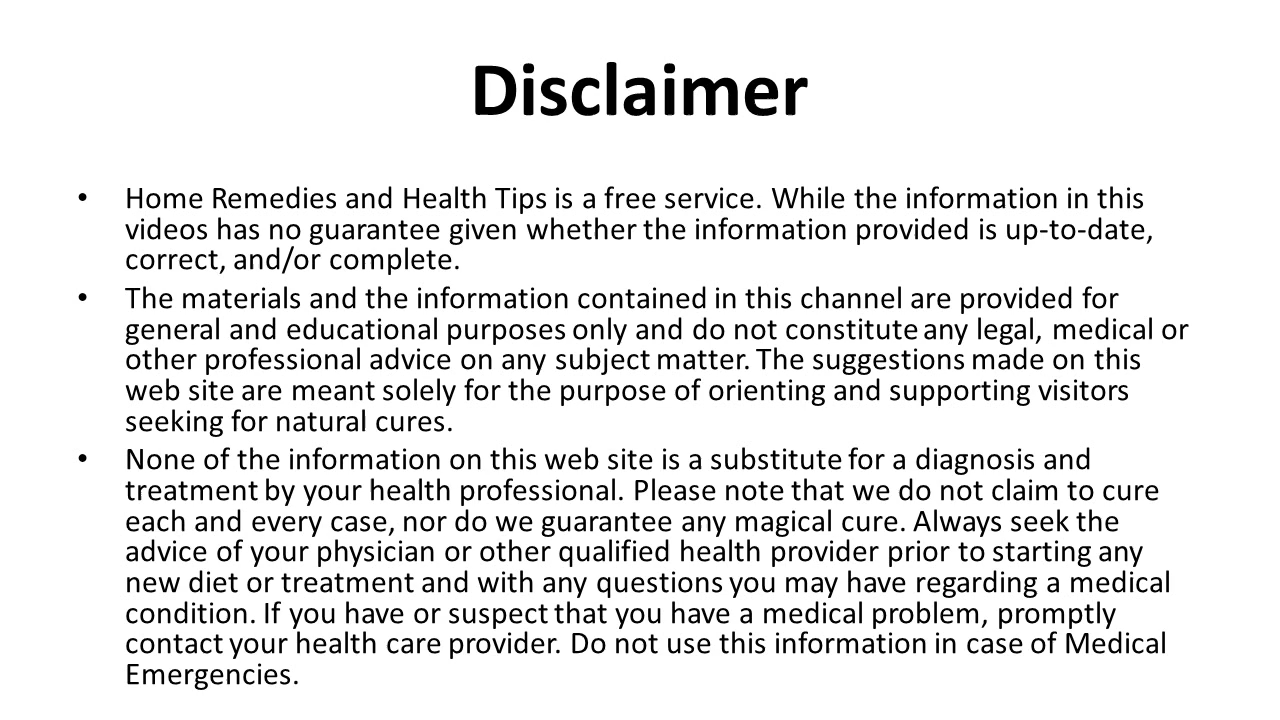 Disclaimer
• Home Remedies and Health Tips is a free service. While the information in this
videos has no guarantee given whether the information provided is up-to-date,
correct, and/or complete.
• The materials and the information contained in this channel are provided for
general and educational purposes only and do not constitute any legal, medical or
other professional advice on any subject matter. The suggestions made on this
web site are meant solely for the purpose of orienting and supporting visitors
seeking for natural cures.
• None of the information on this web site is a substitute for a diagnosis and
treatment by your health professional. Please note that we do not claim to cure
each and every case, nor do we guarantee any magical cure. Always seek the
advice of your physician or other qualified health provider prior to starting any
new diet or treatment and with any questions you may have regarding a medical
condition. If you have or suspect that you have a medical problem, promptly
contact your health care provider. Do not use this information in case of Medical
Emergencies.